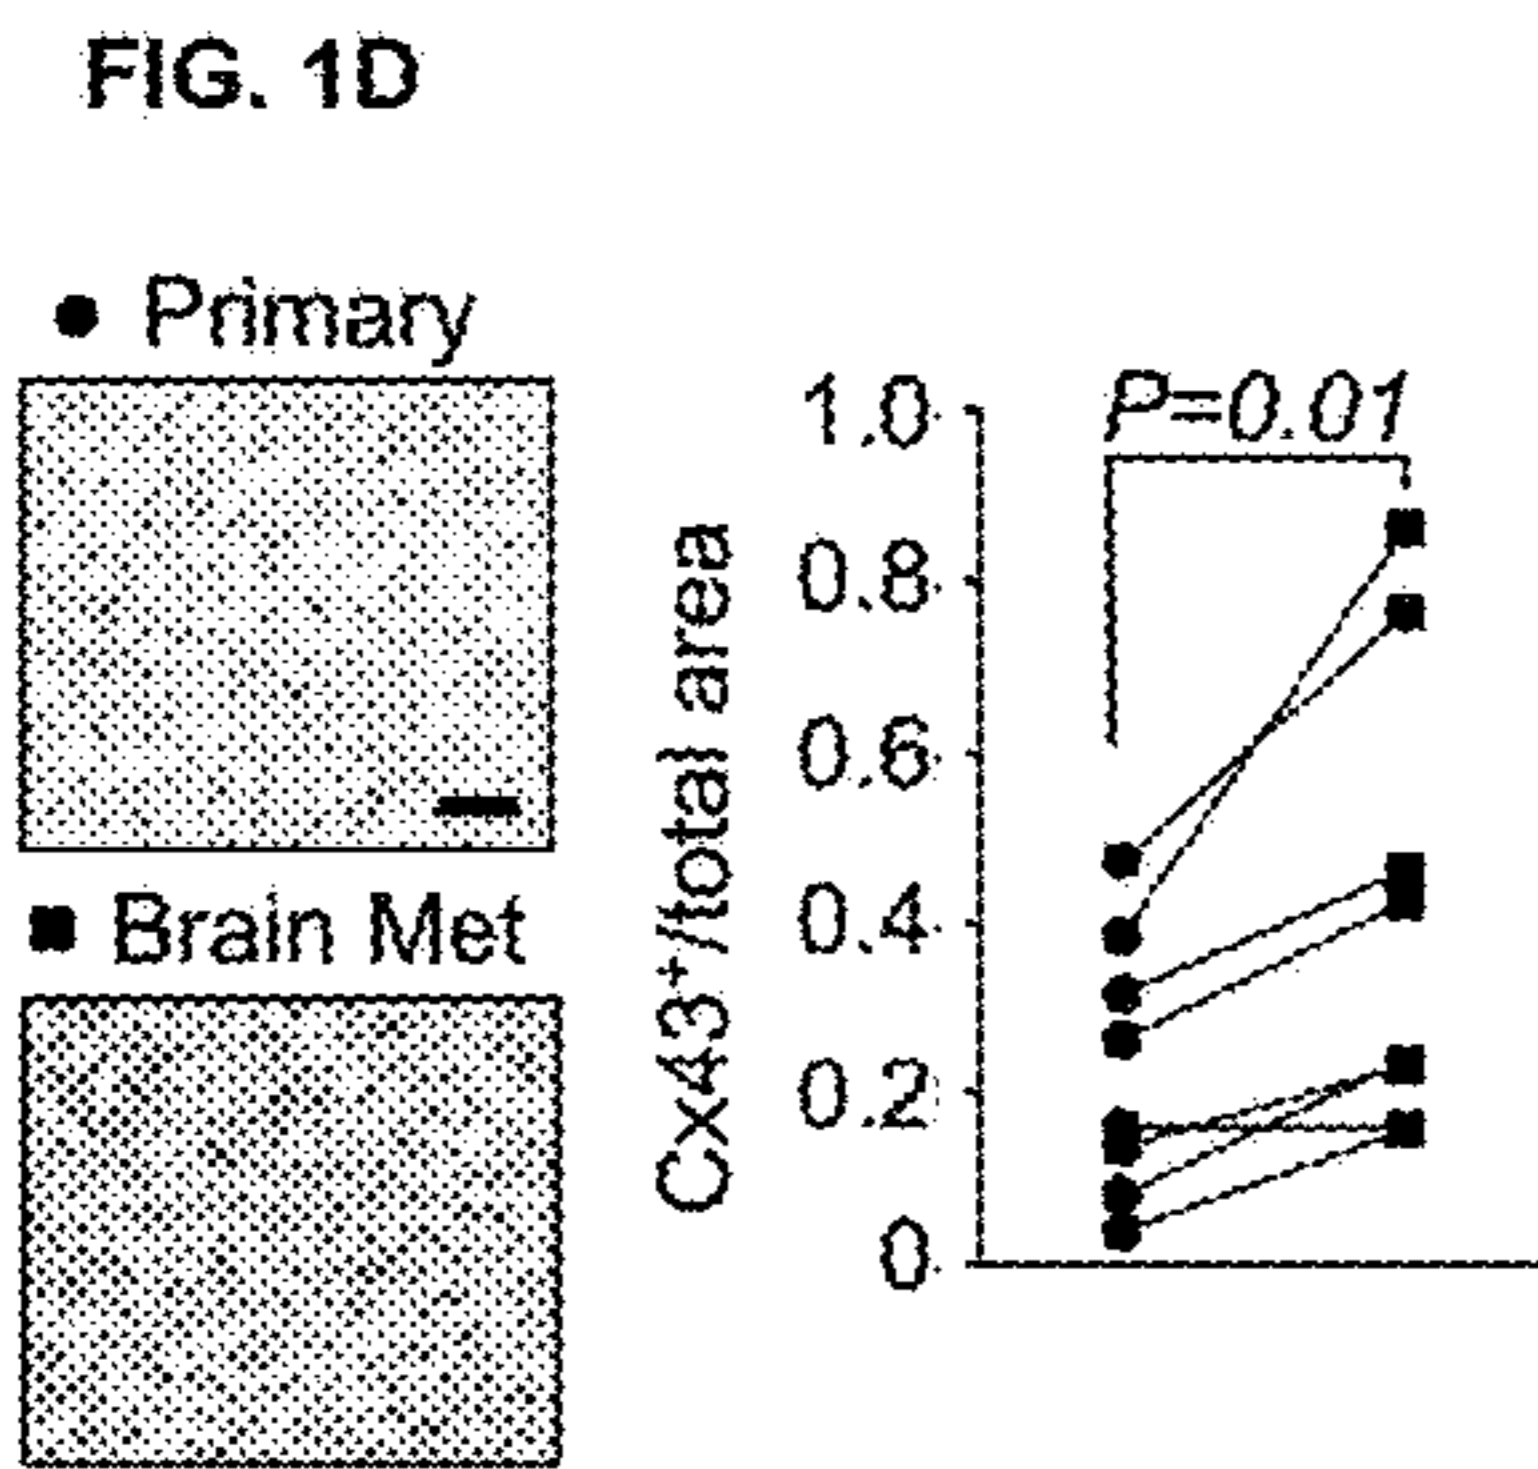 FIG. 1D
Primary
Brain Met
P=0.01
1.0
0.8
0.6
0.4
0.2
0
Cx43⁺/total area